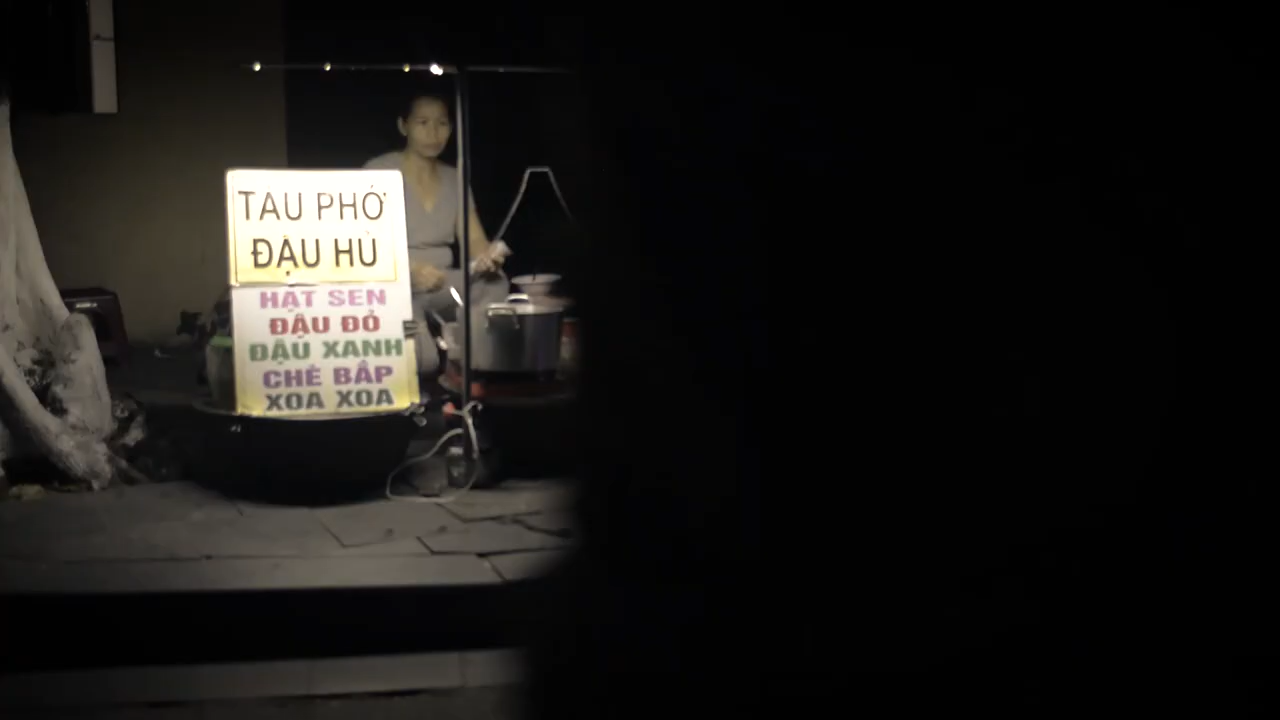 TAU PHỚ
ĐẬU HỦ
HẠT SEN
ĐẬU ĐỎ
ĐẬU XANH
CHÈ BẮP
XOA XOA